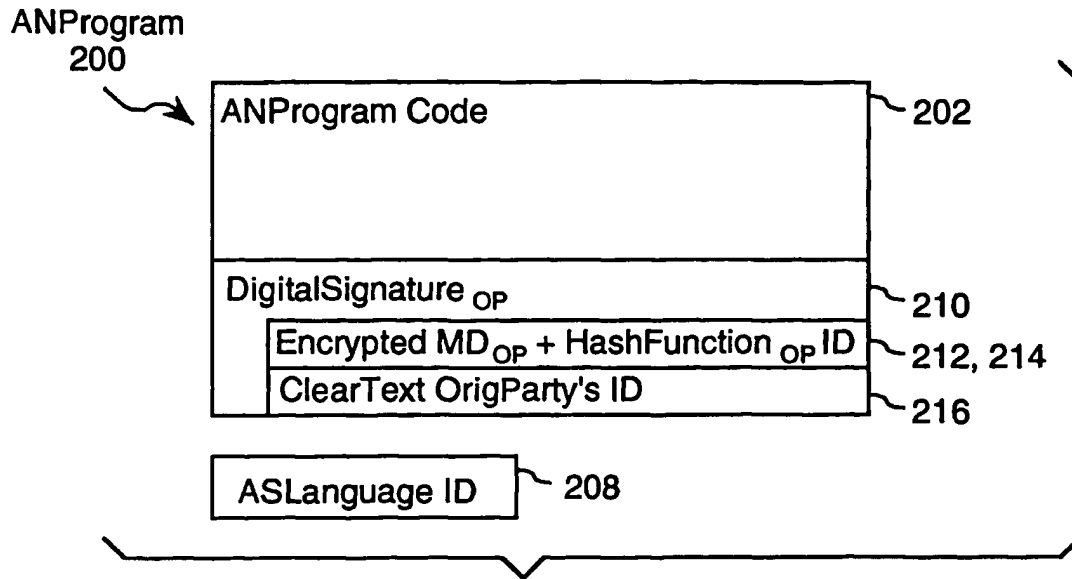 ANProgram
200
ANProgram Code
202
DigitalSignature OP
210
Encrypted MD OP + HashFunction OP ID
212, 214
ClearText OrigParty's ID
216
ASLanguage ID
208